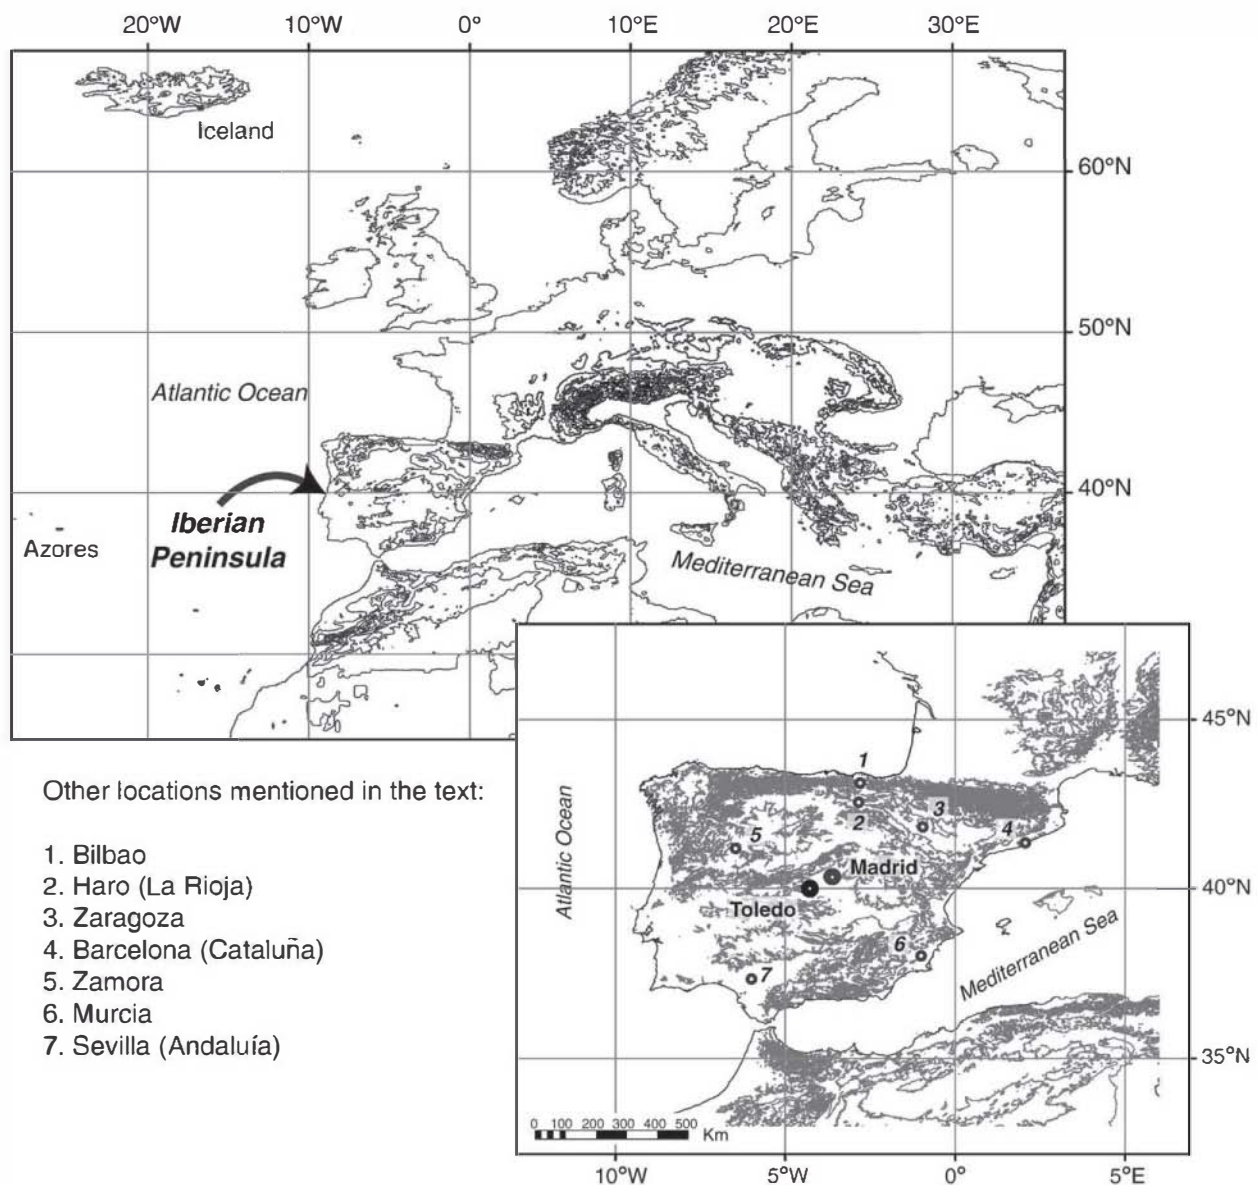 20°W 10°W 0° 10°E 20°E 30°E
Iceland
60°N
50°N
Atlantic Ocean
40°N
Iberian
Peninsula
Azores
Mediterranean Sea
45°N
Other locations mentioned in the text:
1. Bilbao
2. Haro (La Rioja)
3. Zaragoza
4. Barcelona (Cataluña)
5. Zamora
6. Murcia
7. Sevilla (Andaluía)
Atlantic Ocean
1
2
3
4
5
Madrid
40°N
Toledo
6
7
Mediterranean Sea
35°N
0 100 200 300 400 500
Km
10°W 5°W 0° 5°E